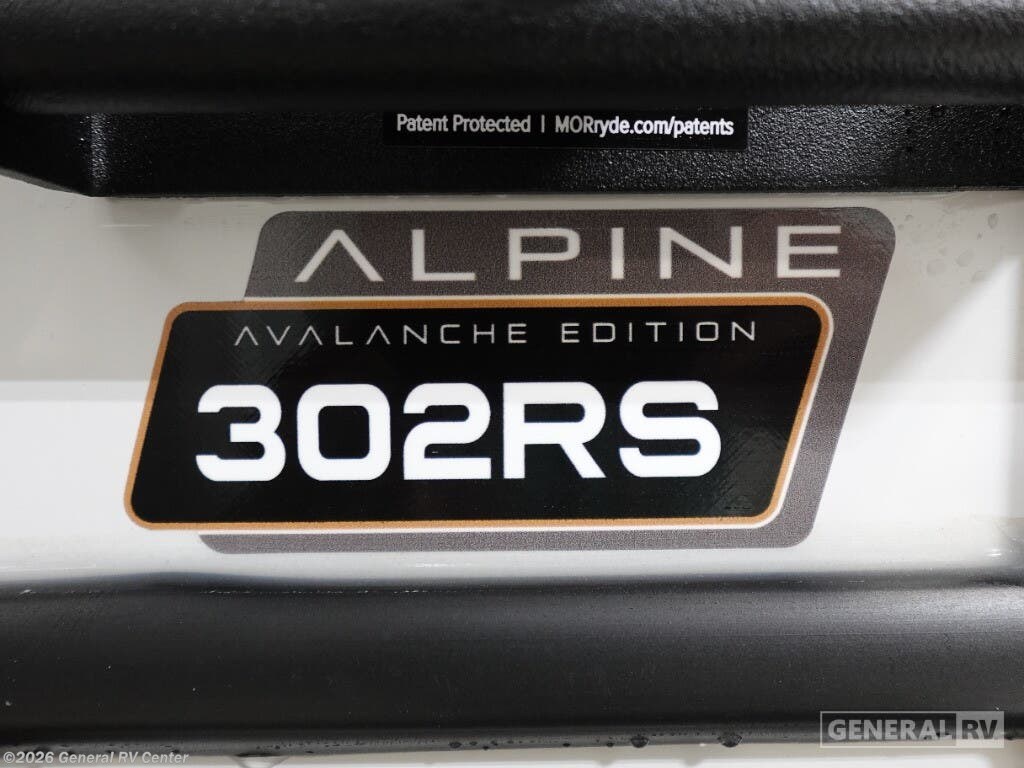 Patent Protected | MORryde.com/patents
ALPINE
AVALANCHE EDITION
302RS
GENERAL RV
©2026 General RV Center